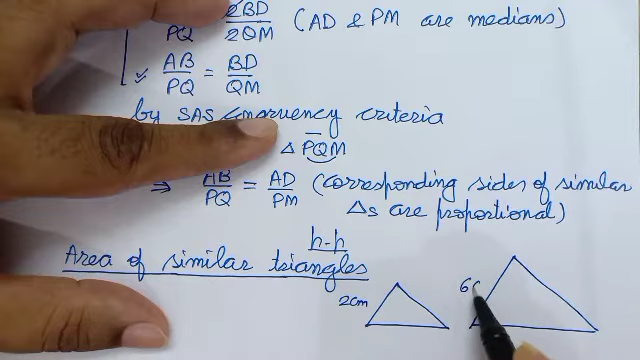 PQ 2BD/2QM (AD & PM are medians)
AB/PQ = BD/QM
by SAS congruency criteria
Δ PQM
⇒ AB/PQ = AD/PM (corresponding sides of similar
Δs are proportional)
h-h
Area of similar triangles
2cm 6c